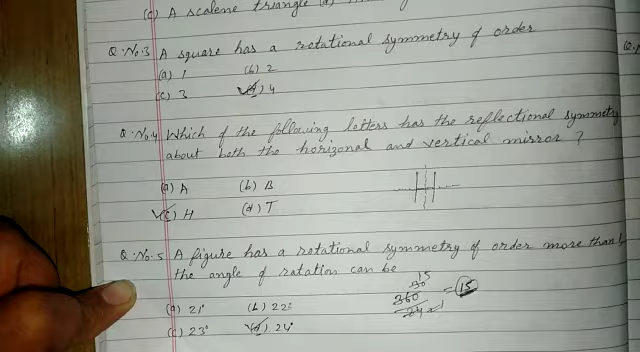 (c) A scalene triangle (d)
Q.No.3 A square has a rotational symmetry of order
(a) 1 (b) 2
(c) 3 (d) 4
Q.No.4 Which of the following letters has the reflectional symmetry
about both the horizonal and vertical mirror ?
(a) A (b) B
(c) H (d) T
Q.No.5 A figure has a rotational symmetry of order more than 1,
the angle of ratation can be
(a) 21° (b) 22°
(c) 23° (d) 24°
15
30
360
24 = 15